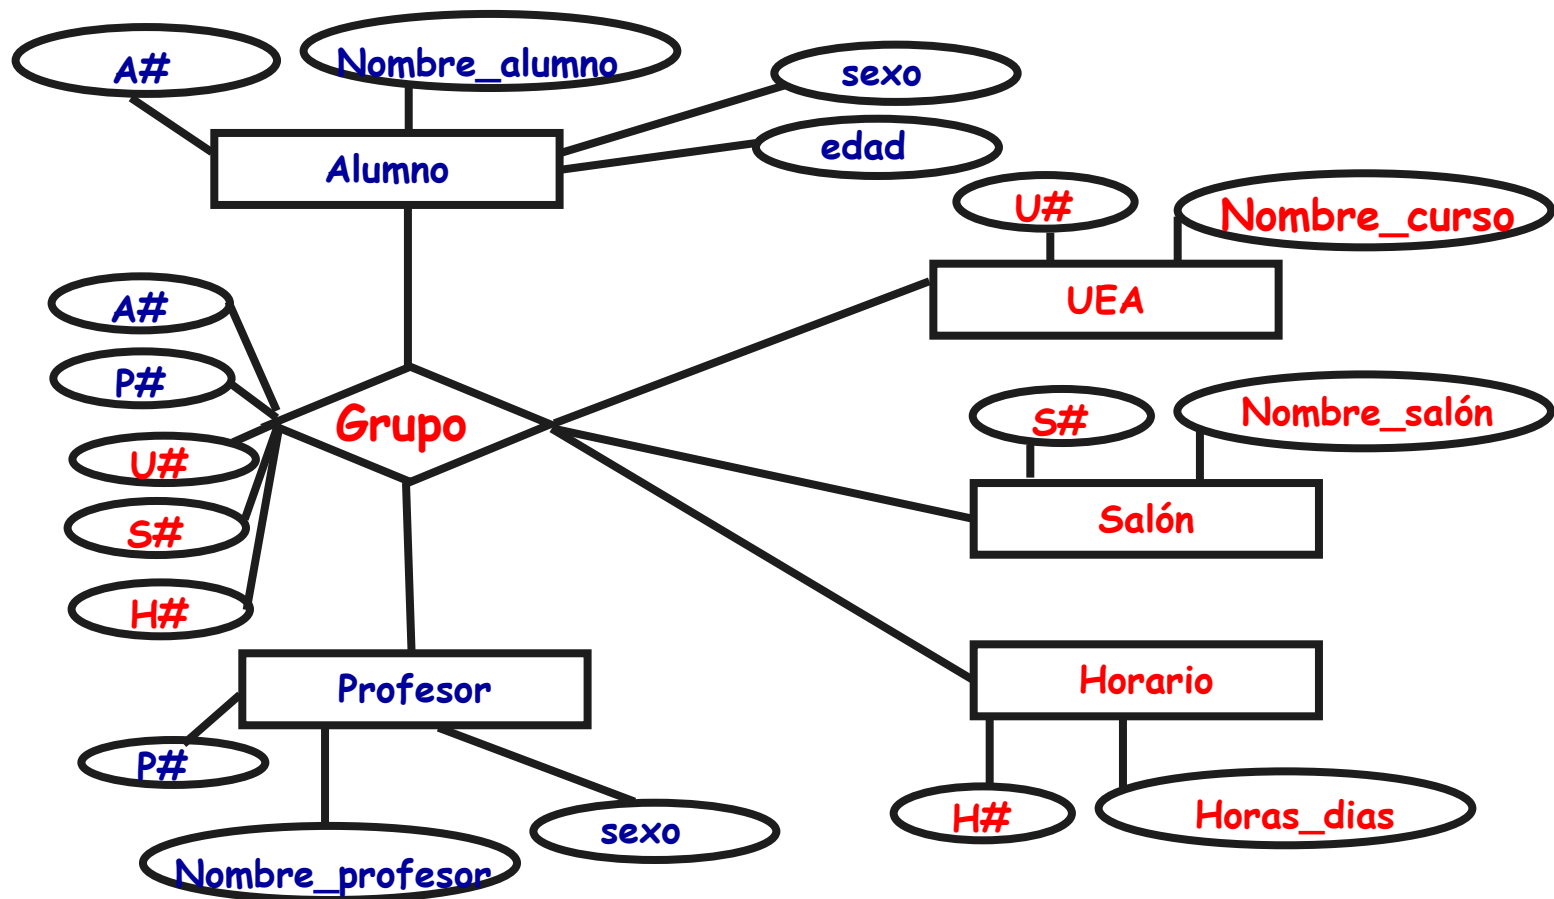 A#
Nombre_alumno
sexo
edad
Alumno
U#
Nombre_curso
UEA
A#
P#
U#
S#
H#
Grupo
S#
Nombre_salón
Salón
Profesor
P#
Nombre_profesor
sexo
Horario
H#
Horas_dias